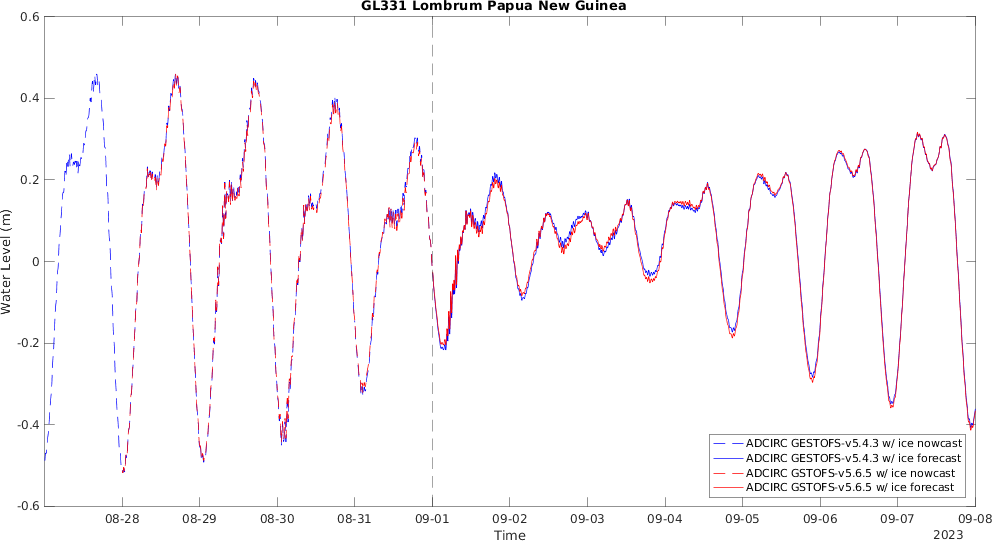 GL331 Lombrum Papua New Guinea
0.6
0.4
0.2
0
-0.2
-0.4
-0.6
Water Level (m)
08-28 08-29 08-30 08-31 09-01 09-02 09-03 09-04 09-05 09-06 09-07 09-08
Time
2023
ADCIRC GESTOFS-v5.4.3 w/ ice nowcast
ADCIRC GESTOFS-v5.4.3 w/ ice forecast
ADCIRC GSTOFS-v5.6.5 w/ ice nowcast
ADCIRC GSTOFS-v5.6.5 w/ ice forecast